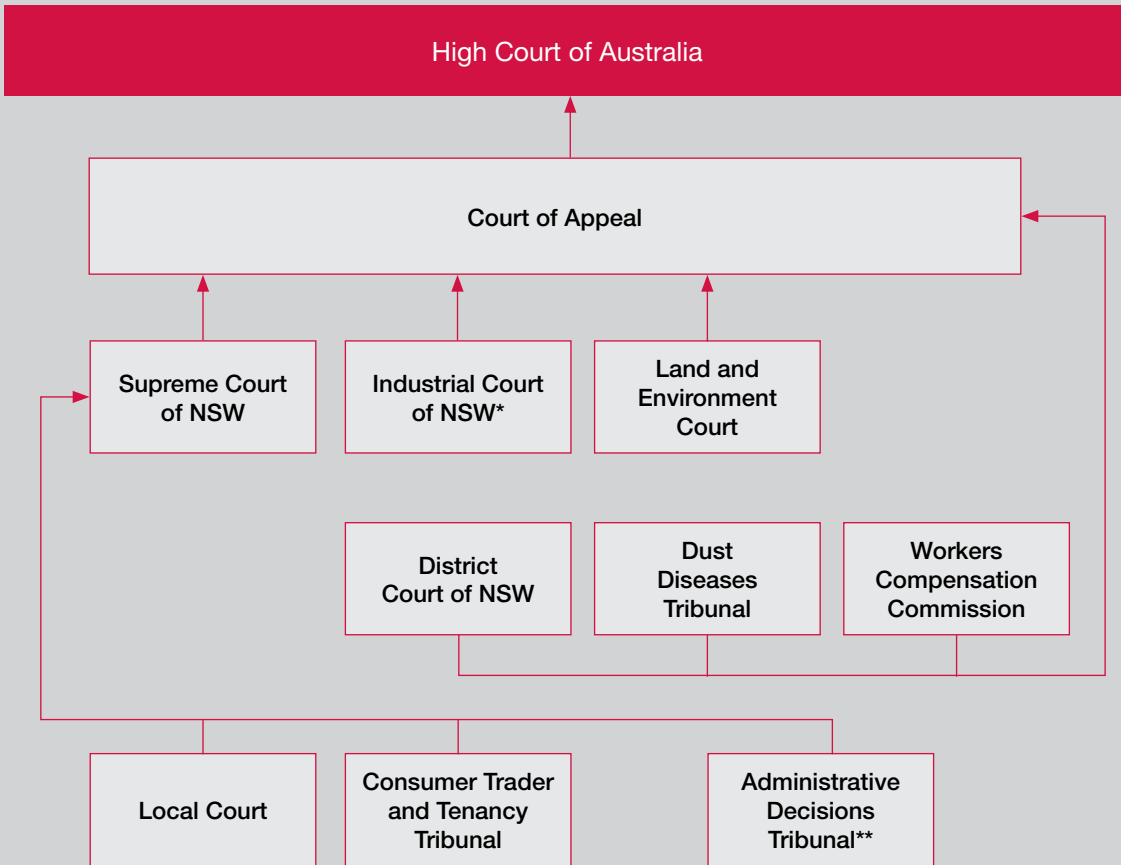 High Court of Australia
Court of Appeal
Supreme Court
of NSW
Industrial Court
of NSW*
Land and
Environment
Court
District
Court of NSW
Dust
Diseases
Tribunal
Workers
Compensation
Commission
Local Court
Consumer Trader
and Tenancy
Tribunal
Administrative
Decisions
Tribunal**